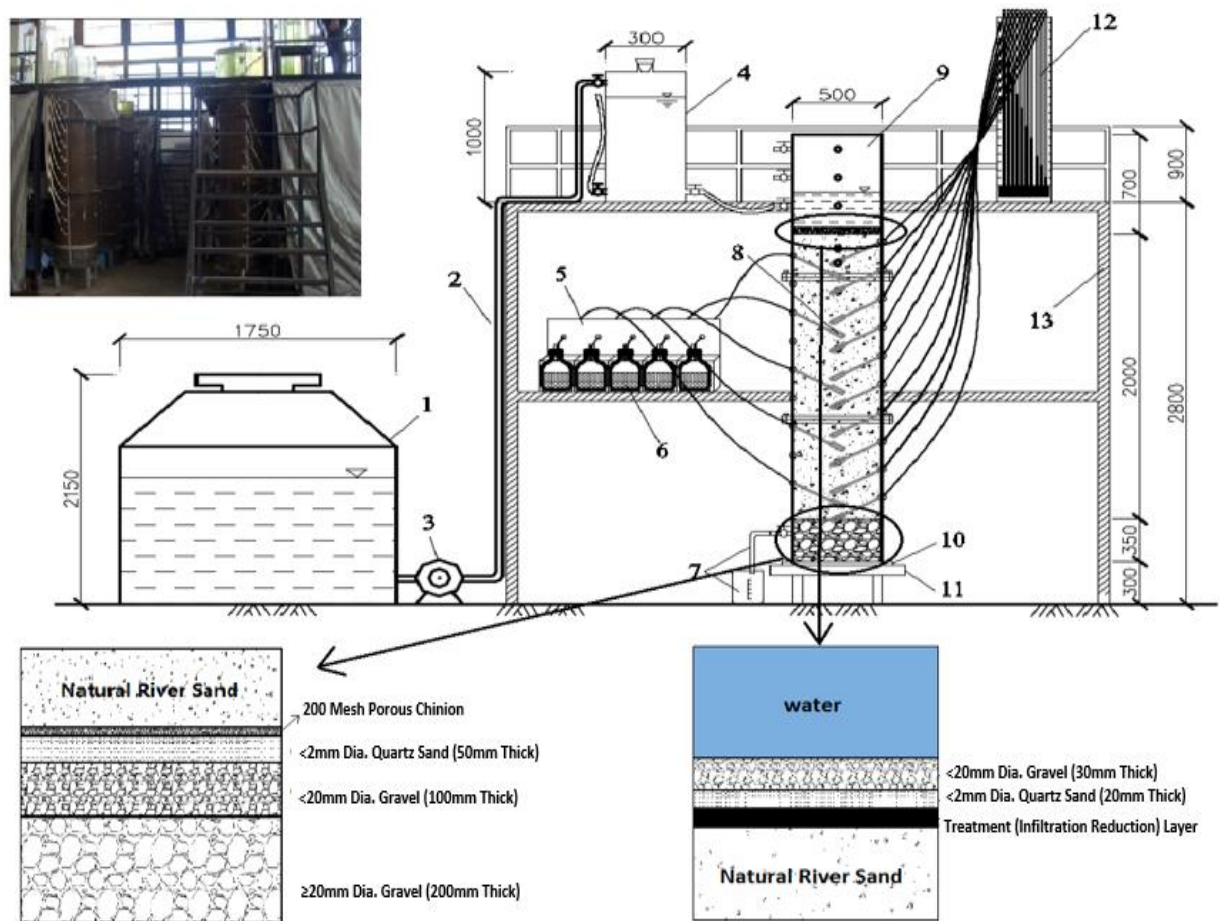 300
4
12
500
9
1000
700
900
2
8
5
13
1750
1
2000
2800
6
2150
3
10
7
350
11
300
Natural River Sand
200 Mesh Porous Chinion
<2mm Dia. Quartz Sand (50mm Thick)
<20mm Dia. Gravel (100mm Thick)
≥20mm Dia. Gravel (200mm Thick)
water
<20mm Dia. Gravel (30mm Thick)
<2mm Dia. Quartz Sand (20mm Thick)
Treatment (Infiltration Reduction) Layer
Natural River Sand